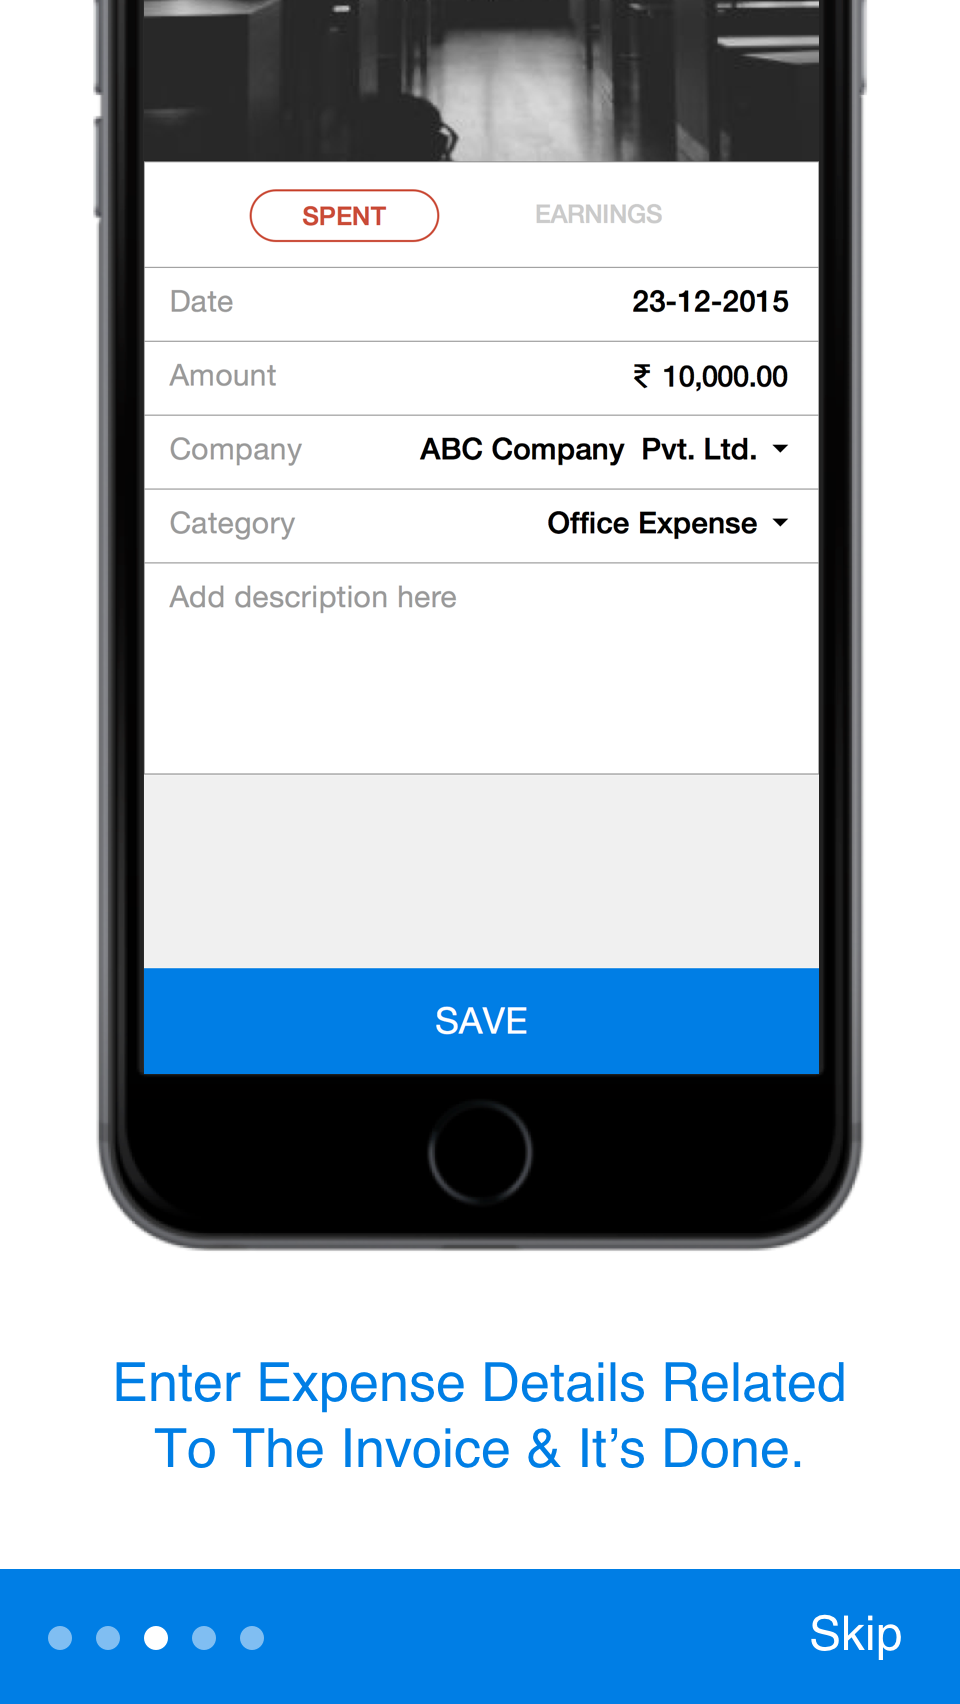 SPENT EARNINGS
Date 23-12-2015
Amount ₹ 10,000.00
Company ABC Company Pvt. Ltd.
Category Office Expense
Add description here
SAVE
Enter Expense Details Related
To The Invoice & It’s Done.
Skip